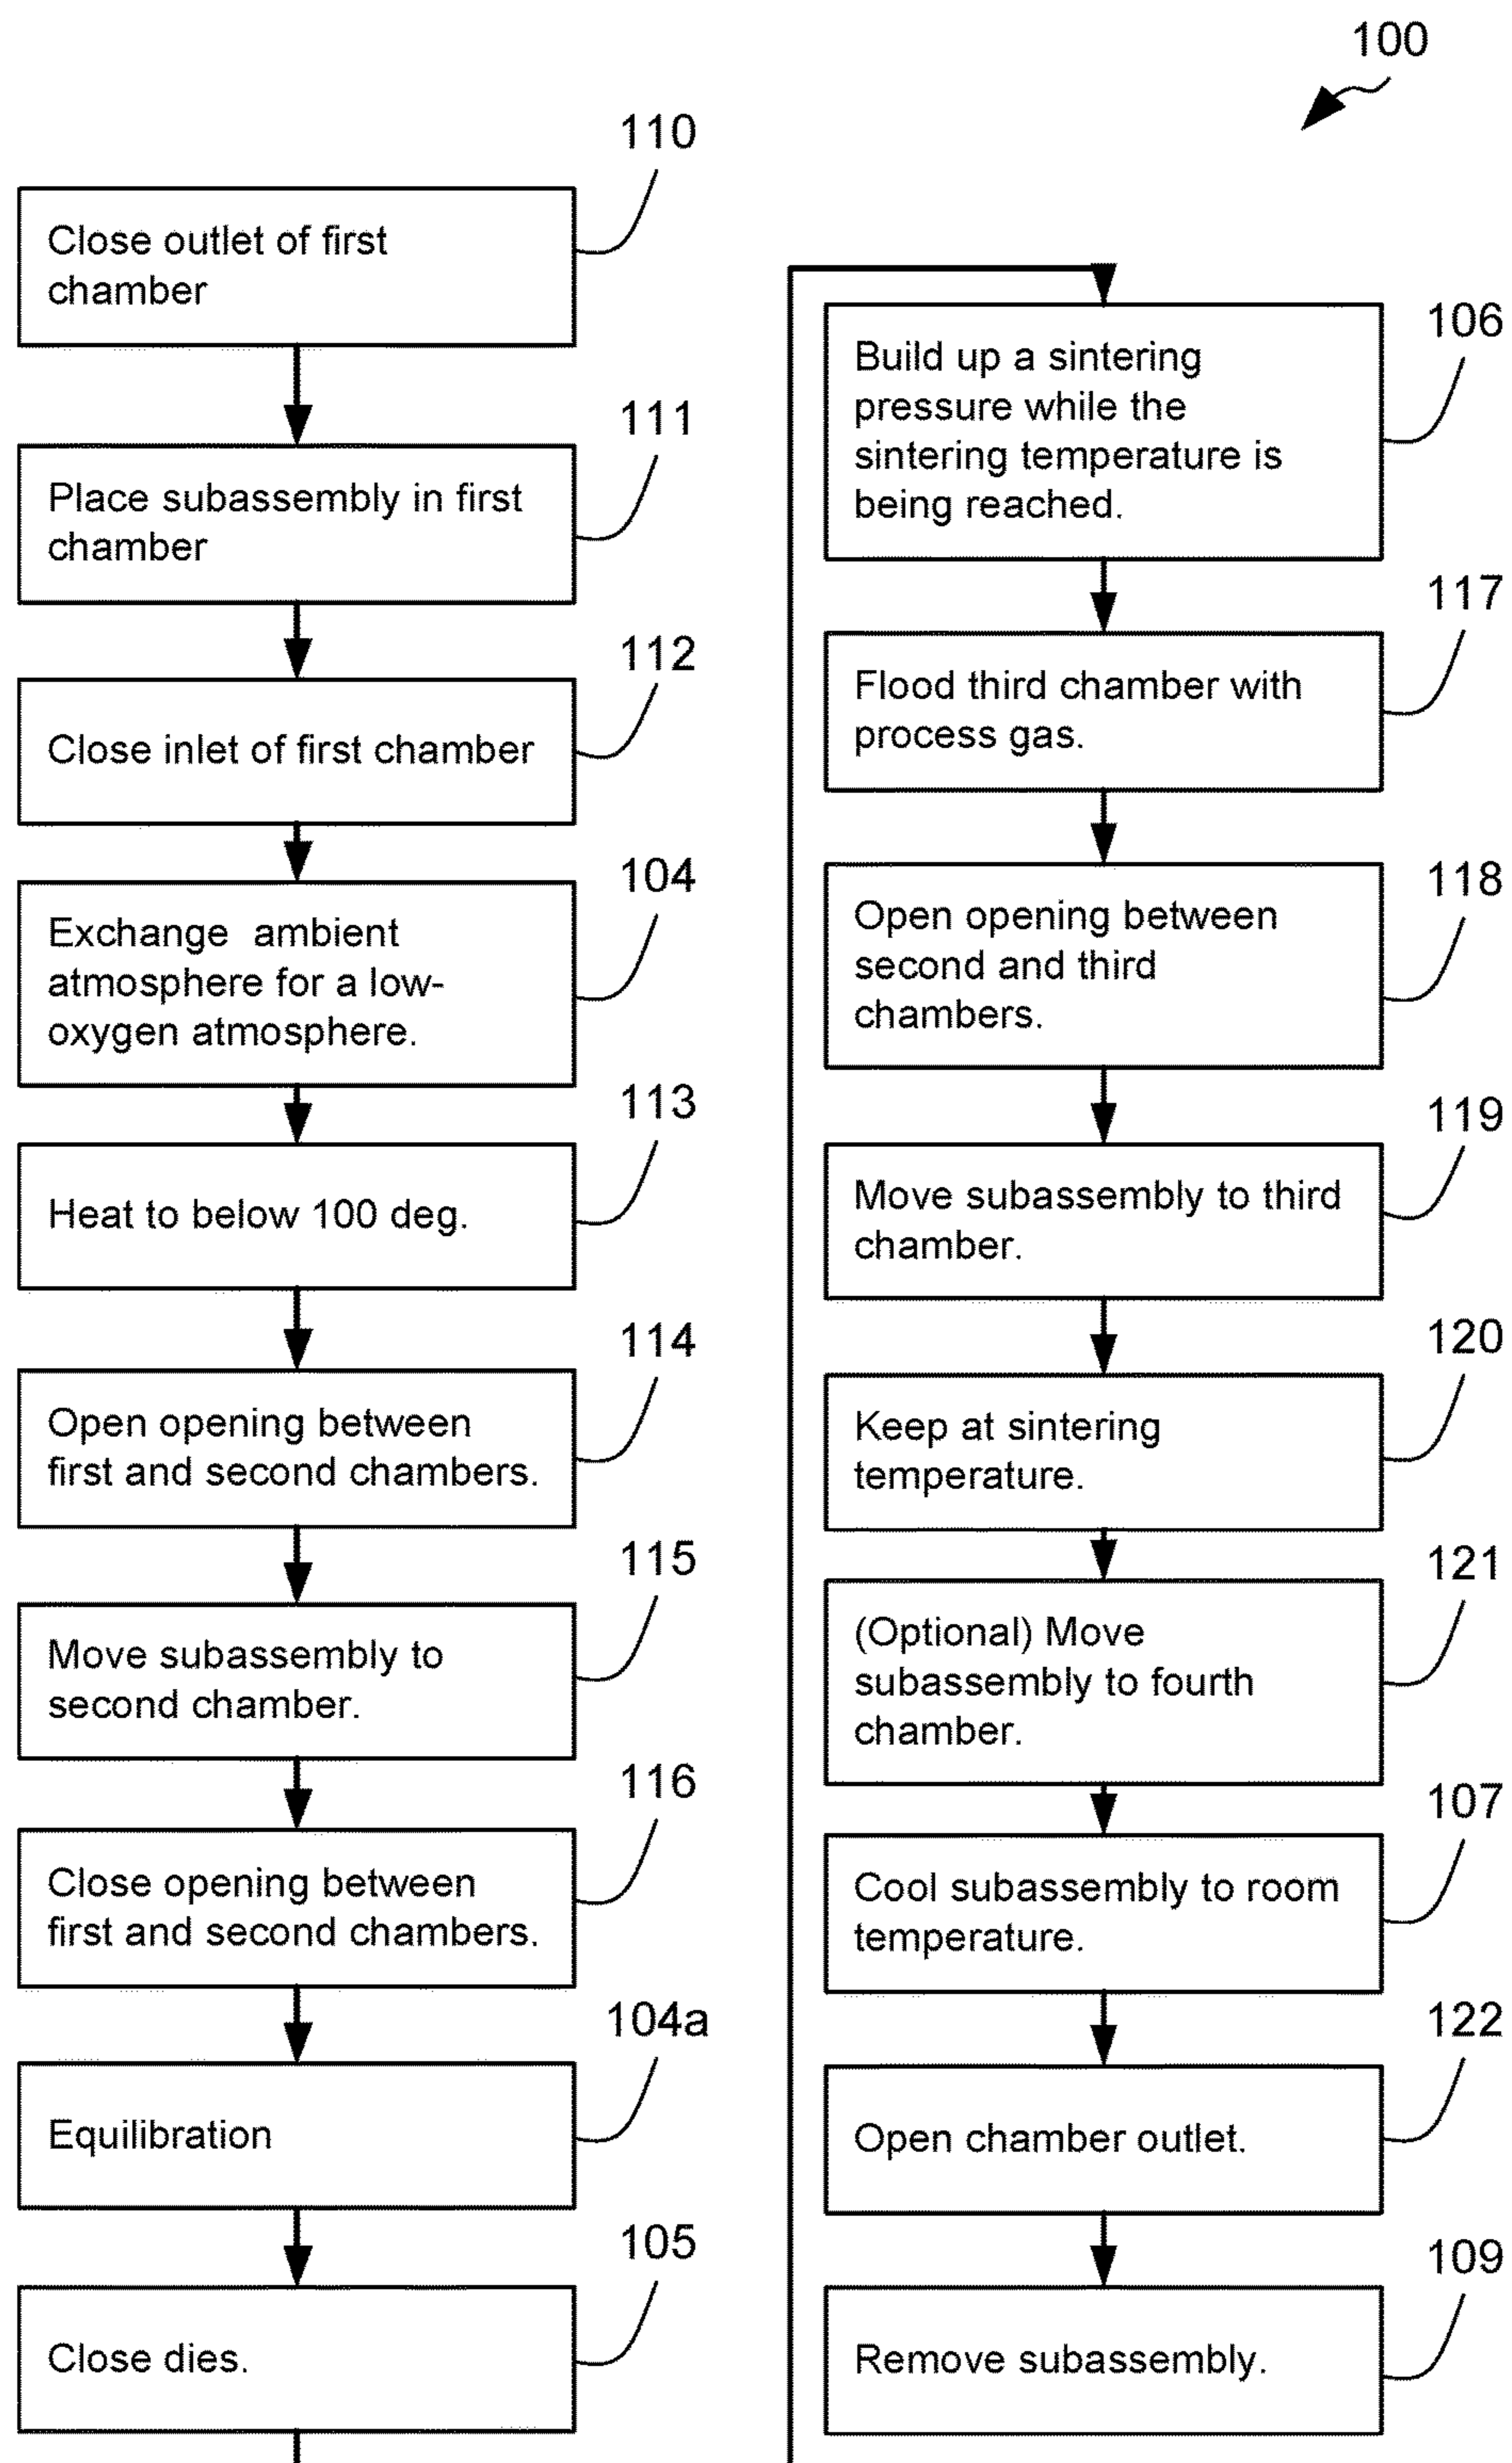 100
110
Close outlet of first
chamber
111
Place subassembly in first
chamber
112
Close inlet of first chamber
104
Exchange ambient
atmosphere for a low-
oxygen atmosphere.
113
Heat to below 100 deg.
114
Open opening between
first and second chambers.
115
Move subassembly to
second chamber.
116
Close opening between
first and second chambers.
104a
Equilibration
105
Close dies.
106
Build up a sintering
pressure while the
sintering temperature is
being reached.
117
Flood third chamber with
process gas.
118
Open opening between
second and third
chambers.
119
Move subassembly to third
chamber.
120
Keep at sintering
temperature.
121
(Optional) Move
subassembly to fourth
chamber.
107
Cool subassembly to room
temperature.
122
Open chamber outlet.
109
Remove subassembly.